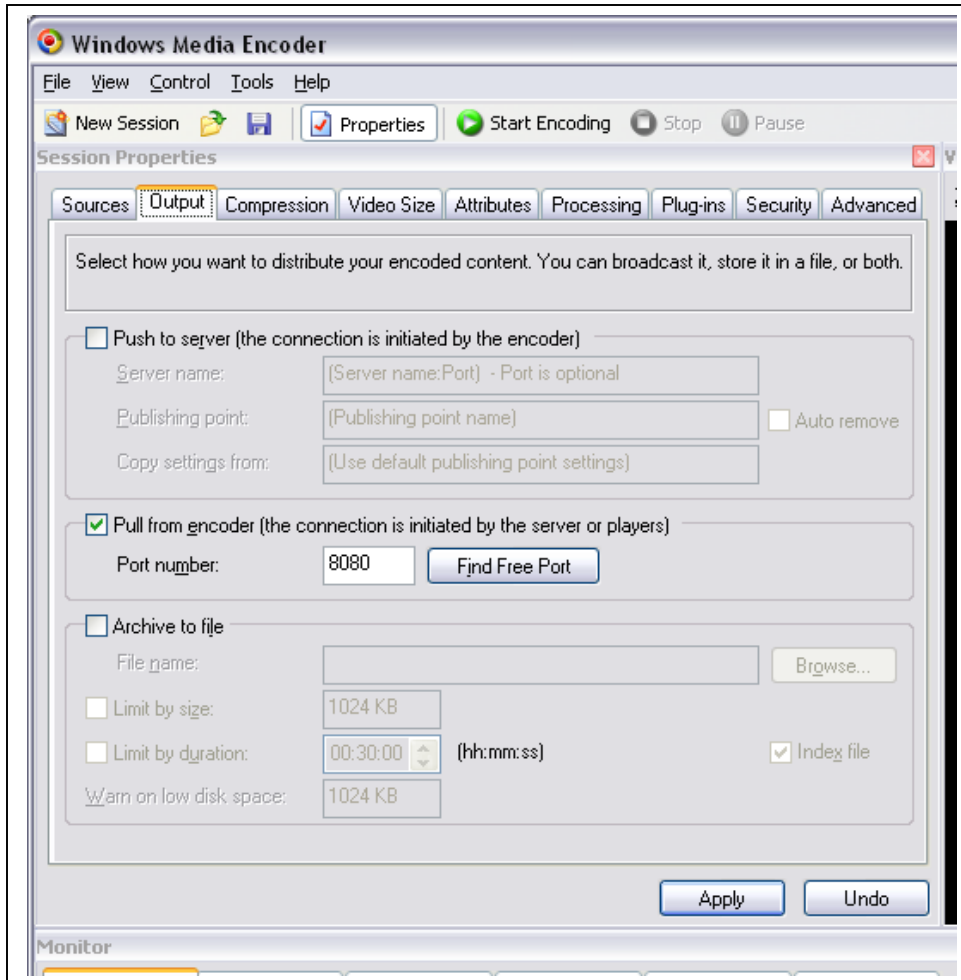 Windows Media Encoder
File View Control Tools Help
New Session Properties Start Encoding Stop Pause
Session Properties
Sources Output Compression Video Size Attributes Processing Plug-ins Security Advanced
Select how you want to distribute your encoded content. You can broadcast it, store it in a file, or both.
Push to server (the connection is initiated by the encoder)
Server name: (Server name:Port) - Port is optional
Publishing point: (Publishing point name) Auto remove
Copy settings from: (Use default publishing point settings)
Pull from encoder (the connection is initiated by the server or players)
Port number: 8080 Find Free Port
Archive to file
File name: Browse...
Limit by size: 1024 KB
Limit by duration: 00:30:00 (hh:mm:ss) Index file
Warn on low disk space: 1024 KB
Apply Undo
Monitor